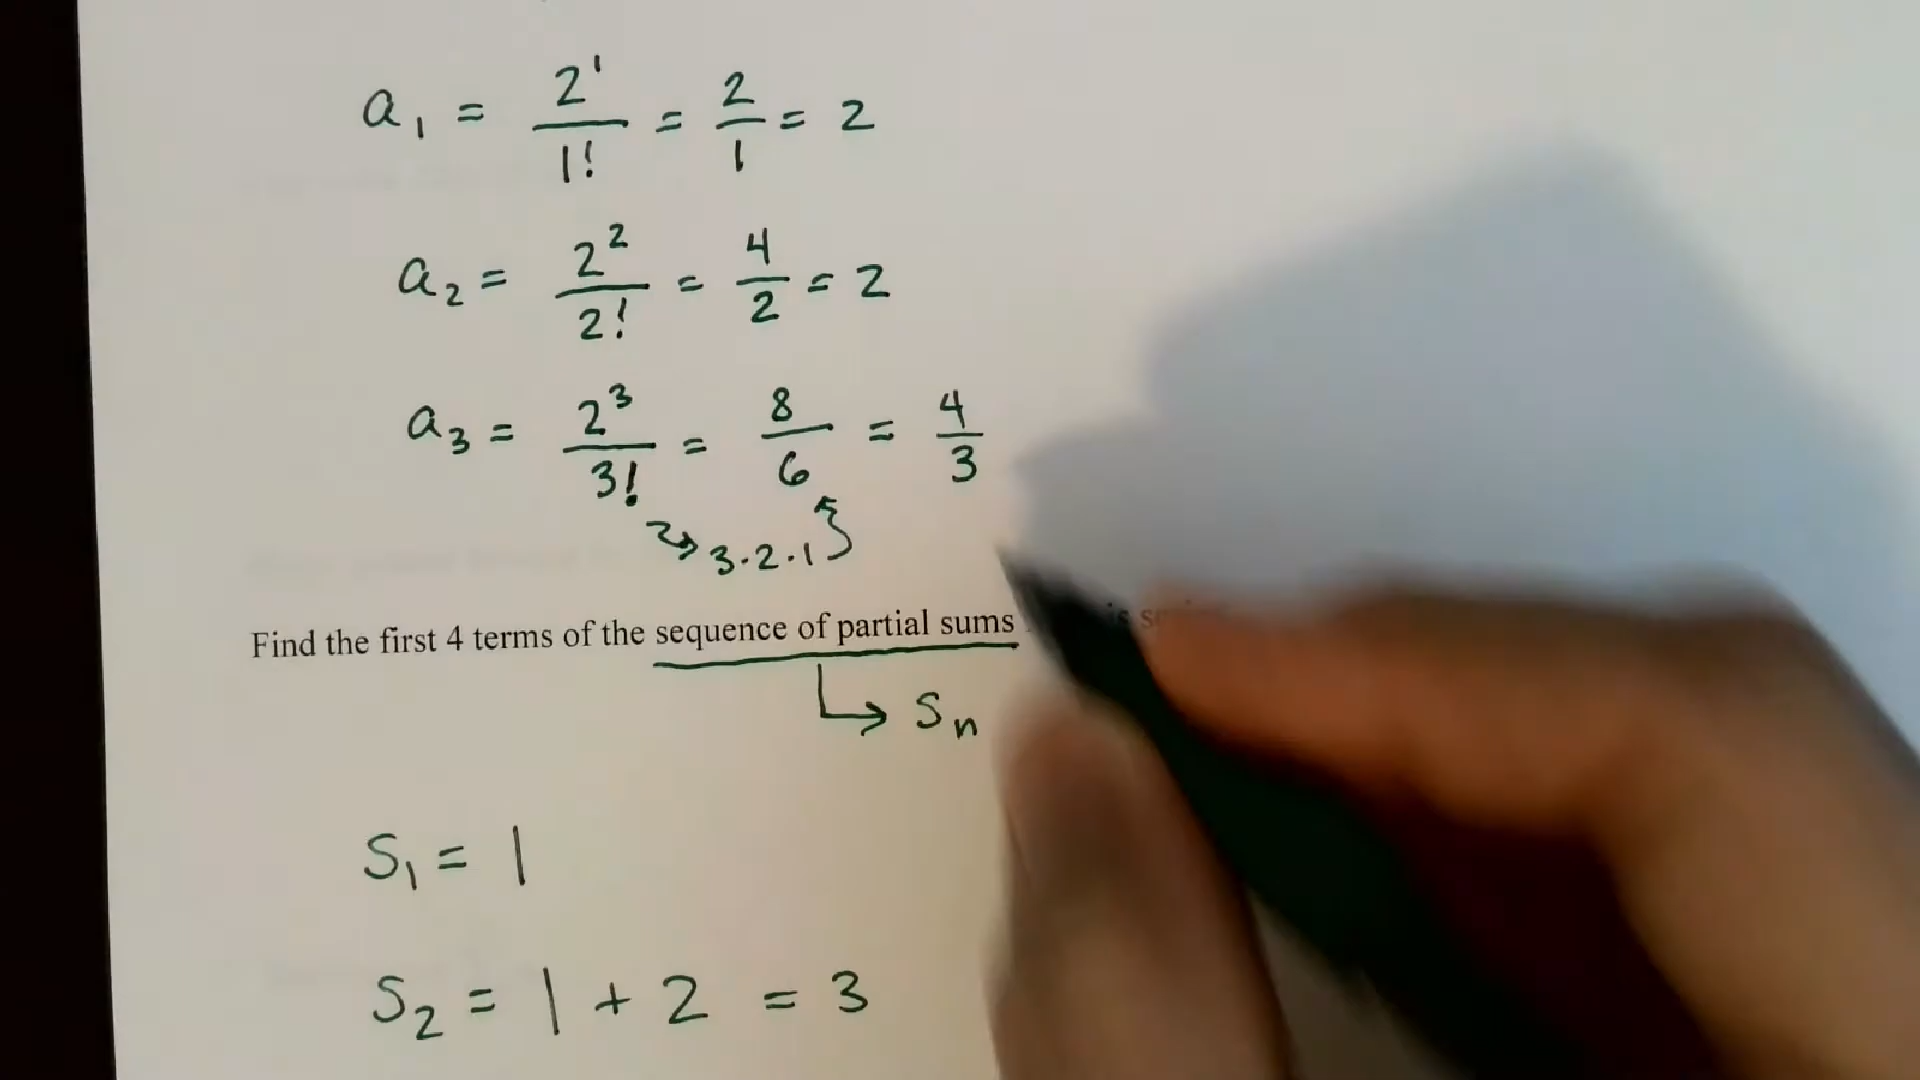 a₁ = 2¹/1! = 2/1 = 2
a₂ = 2²/2! = 4/2 = 2
a₃ = 2³/3! = 8/6 = 4/3
3·2·1
Find the first 4 terms of the sequence of partial sums
Sₙ
S₁ = 1
S₂ = 1 + 2 = 3